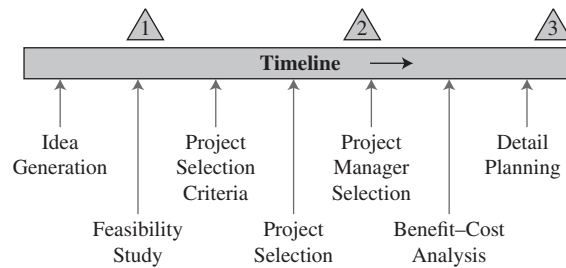 1
2
3
Timeline
Idea
Generation
Feasibility
Study
Project
Selection
Criteria
Project
Selection
Project
Manager
Selection
Benefit–Cost
Analysis
Detail
Planning